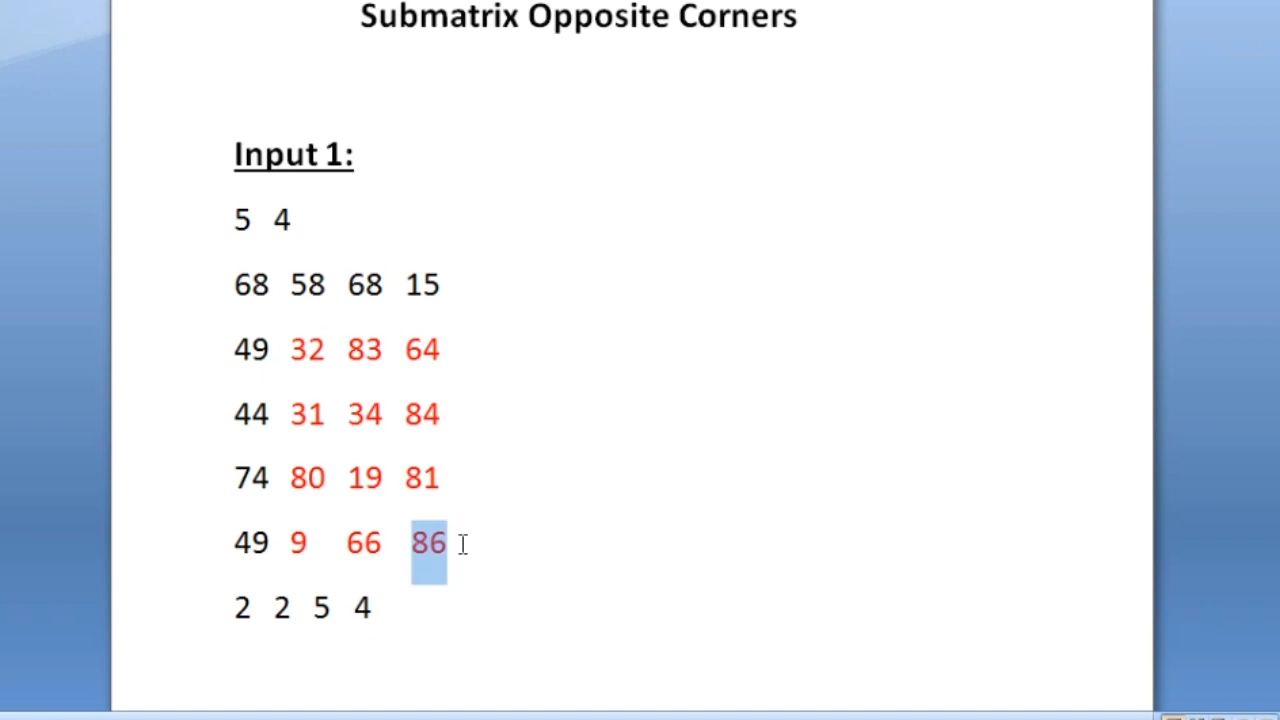 Submatrix Opposite Corners
Input 1:
5 4
68 58 68 15
49 32 83 64
44 31 34 84
74 80 19 81
49 9 66 86
2 2 5 4